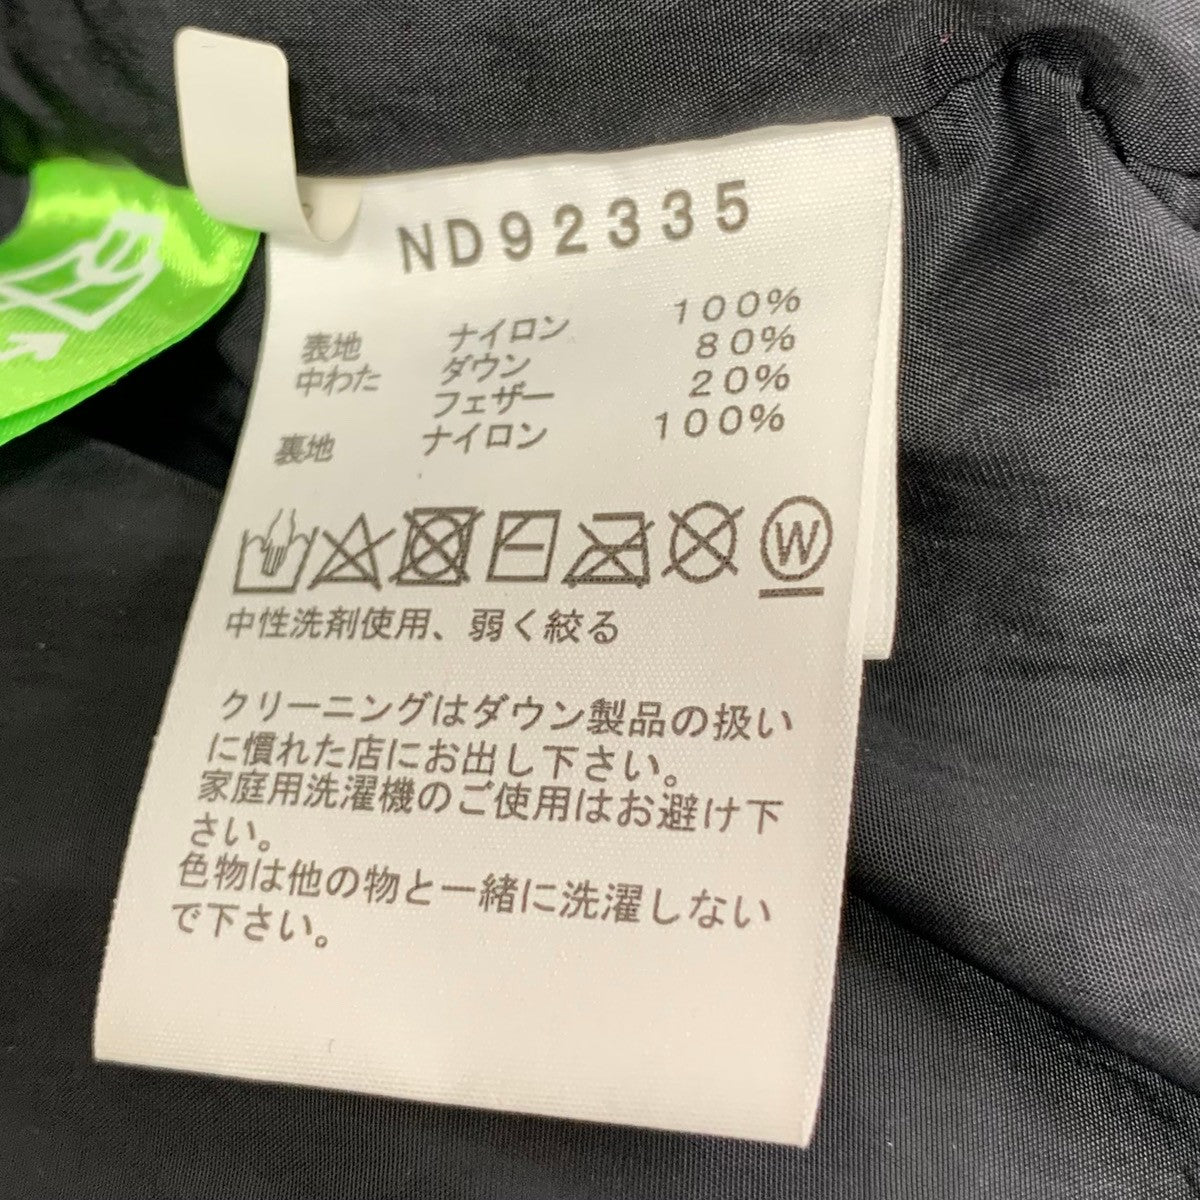 ND92335
表地 ナイロン 100%
中わた ダウン 80%
フェザー 20%
裏地 ナイロン 100%
W
中性洗剤使用、弱く絞る
クリーニングはダウン製品の扱い
に慣れた店にお出し下さい。
家庭用洗濯機のご使用はお避け下
さい。
色物は他の物と一緒に洗濯しない
で下さい。